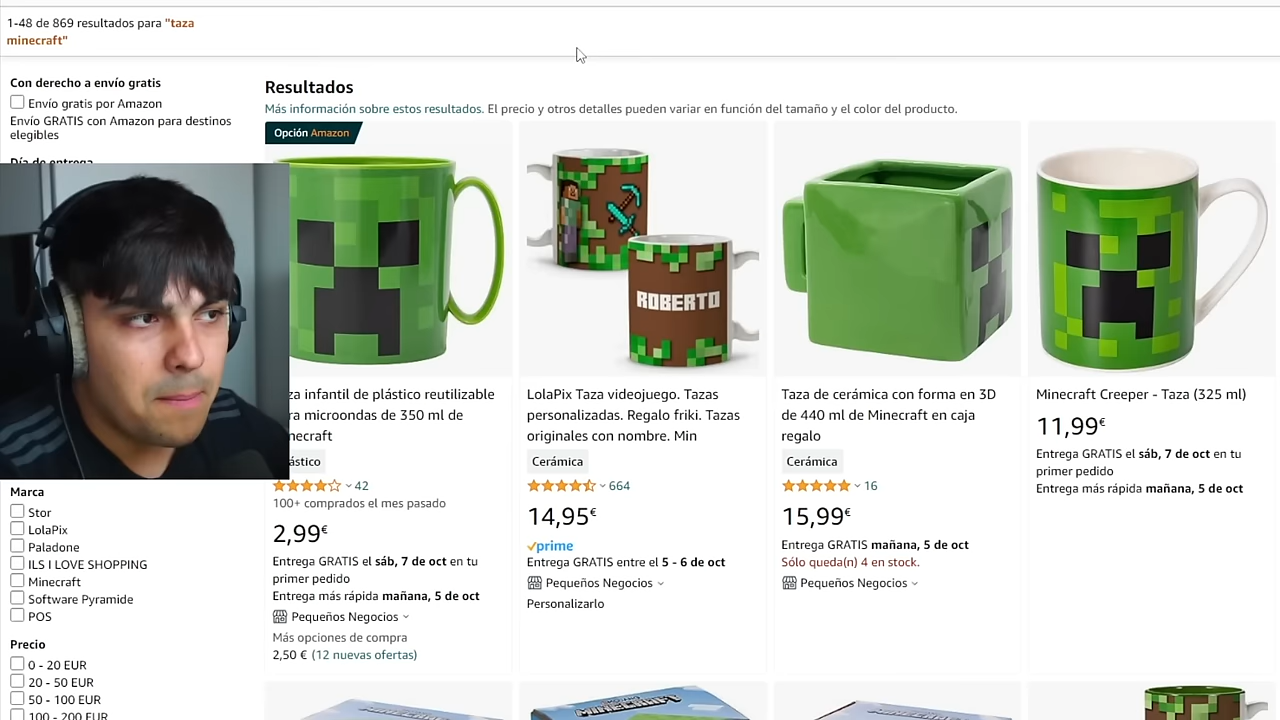 1-48 de 869 resultados para "taza
minecraft"
Con derecho a envío gratis
Envío gratis por Amazon
Envío GRATIS con Amazon para destinos
elegibles
Día de entrega
Marca
Stor
LolaPix
Paladone
ILS I LOVE SHOPPING
Minecraft
Software Pyramide
POS
Precio
0 - 20 EUR
20 - 50 EUR
50 - 100 EUR
100 - 200 EUR
Resultados
Más información sobre estos resultados. El precio y otros detalles pueden variar en función del tamaño y el color del producto.
Opción Amazon
infantil de plástico reutilizable
microondas de 350 ml de
42
100+ comprados el mes pasado
2,99€
Entrega GRATIS el sáb, 7 de oct en tu
primer pedido
Entrega más rápida mañana, 5 de oct
Pequeños Negocios
Más opciones de compra
2,50 € (12 nuevas ofertas)
ROBERTO
LolaPix Taza videojuego. Tazas
personalizadas. Regalo friki. Tazas
originales con nombre. Min
Cerámica
664
14,95€
prime
Entrega GRATIS entre el 5 - 6 de oct
Pequeños Negocios
Personalizarlo
Taza de cerámica con forma en 3D
de 440 ml de Minecraft en caja
regalo
Cerámica
16
15,99€
Entrega GRATIS mañana, 5 de oct
Sólo queda(n) 4 en stock.
Pequeños Negocios
Minecraft Creeper - Taza (325 ml)
11,99€
Entrega GRATIS el sáb, 7 de oct en tu
primer pedido
Entrega más rápida mañana, 5 de oct
MINECRAFT